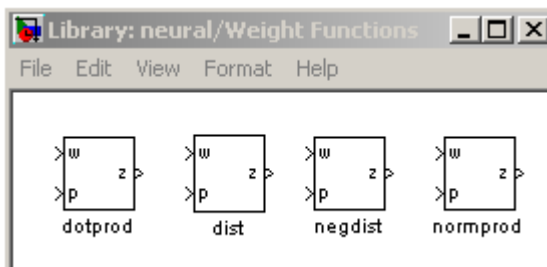 Library: neural/Weight Functions
File Edit View Format Help
w w w w
z z z z
p p p p
dotprod dist negdist normprod